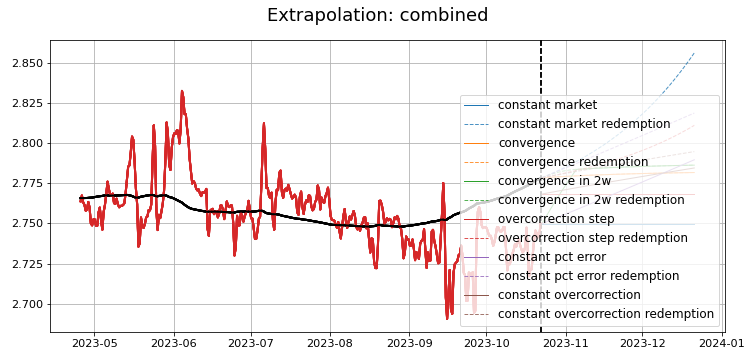 Extrapolation: combined
2.850
2.825
2.800
2.775
2.750
2.725
2.700
constant market
constant market redemption
convergence
convergence redemption
convergence in 2w
convergence in 2w redemption
overcorrection step
overcorrection step redemption
constant pct error
constant pct error redemption
constant overcorrection
constant overcorrection redemption
2023-05 2023-06 2023-07 2023-08 2023-09 2023-10 2023-11 2023-12 2024-01